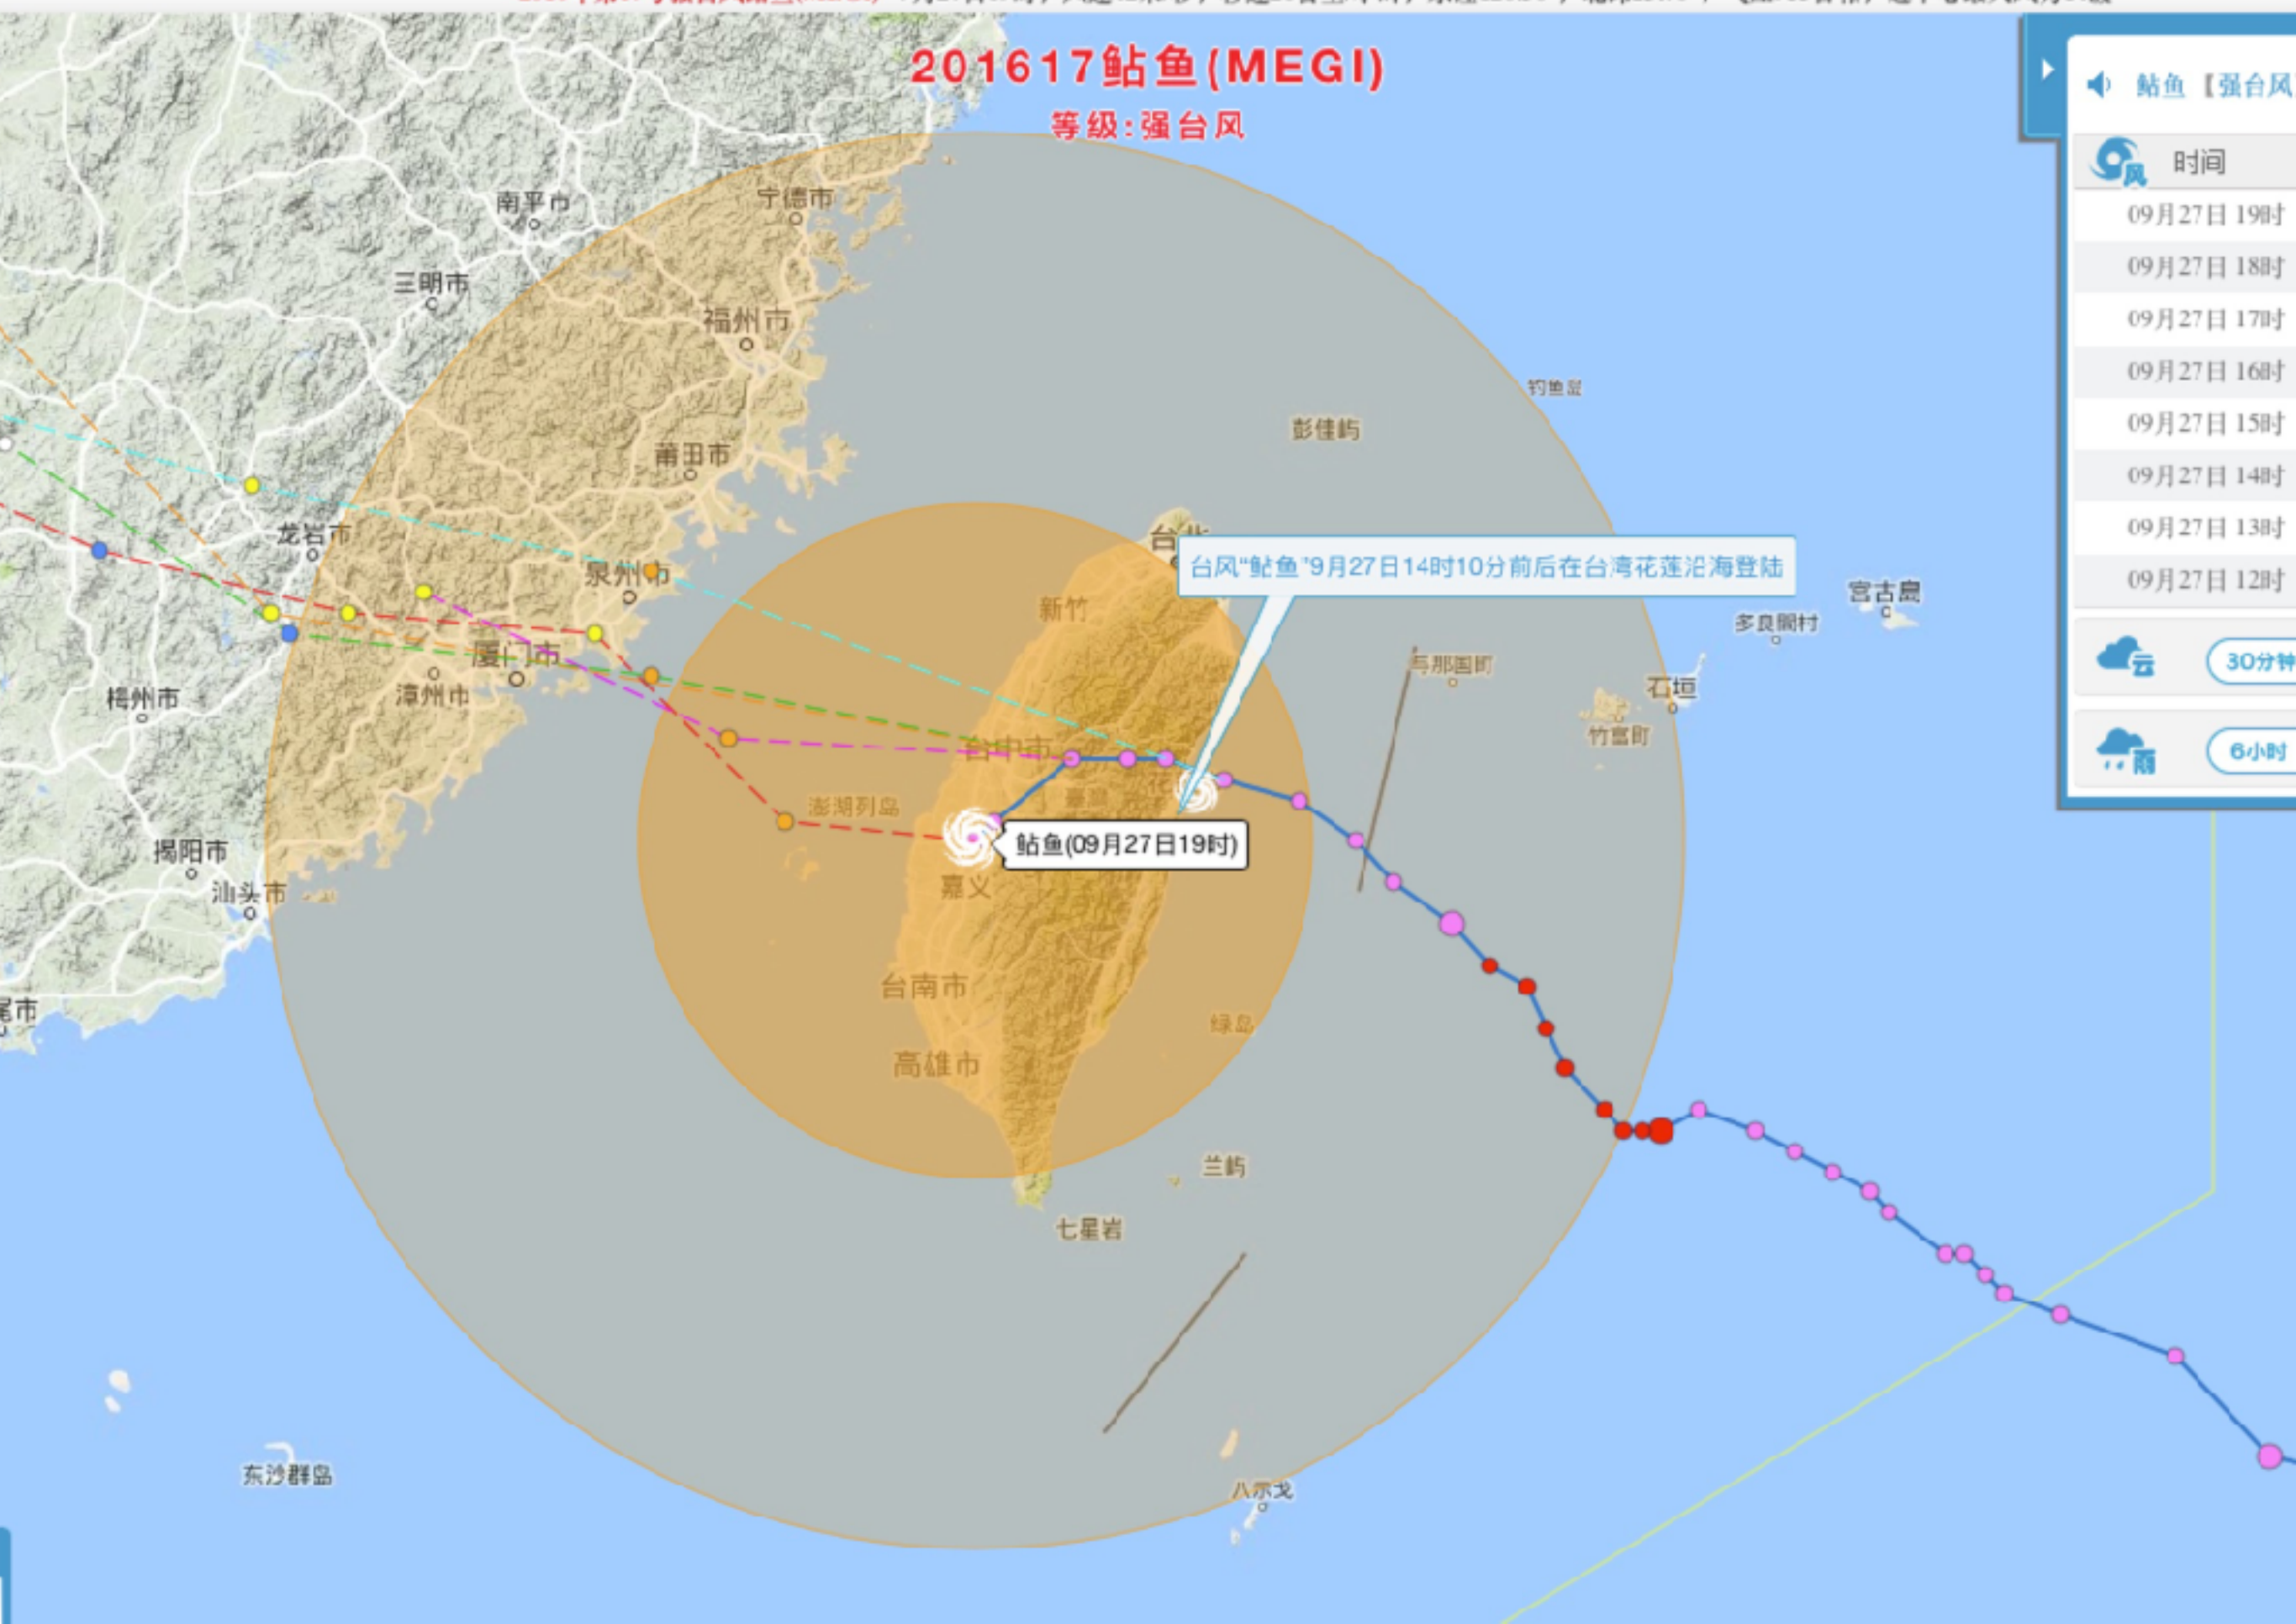 201617鲇鱼(MEGI)
等级:强台风
鲇鱼【强台风
时间
09月27日 19时
09月27日 18时
09月27日 17时
09月27日 16时
09月27日 15时
09月27日 14时
09月27日 13时
09月27日 12时
30分钟
云
6小时
雨
风
南平市
宁德市
三明市
福州市
钓鱼岛
彭佳屿
莆田市
龙岩市
台北
台风“鲇鱼”9月27日14时10分前后在台湾花莲沿海登陆
泉州市
宫古島
新竹
多良間村
厦门市
与那国町
漳州市
石垣
梅州市
竹富町
台中市
澎湖列岛
臺灣
花
鲇鱼(09月27日19时)
揭阳市
嘉义
汕头市
台南市
尾市
绿岛
高雄市
兰屿
七星岩
东沙群岛
八示戈